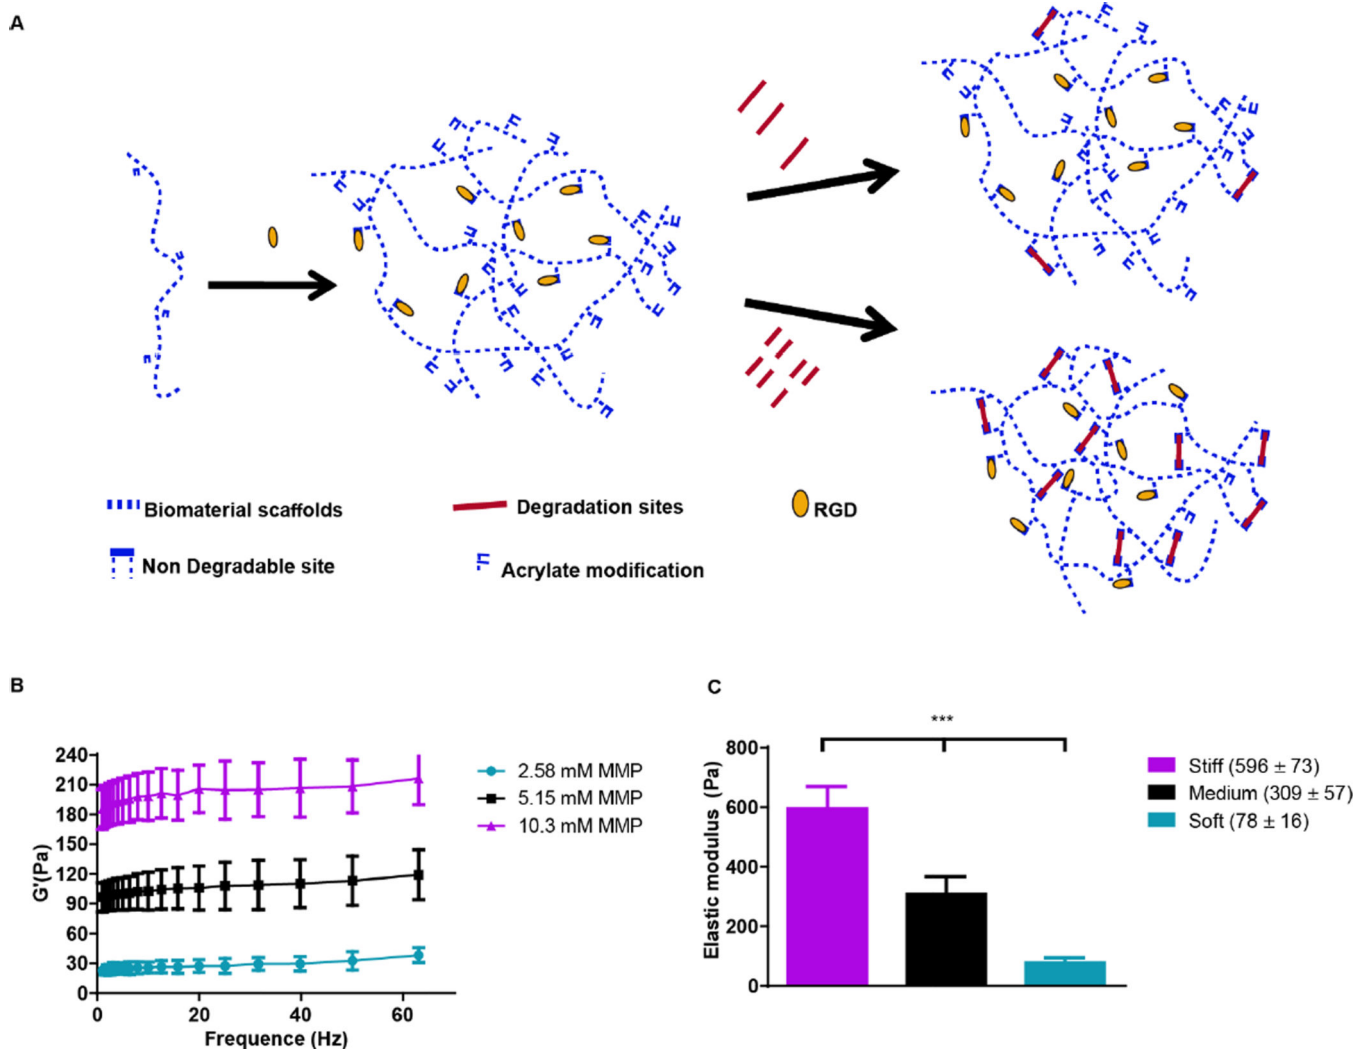 A
Biomaterial scaffolds
Degradation sites
RGD
Non Degradable site
Acrylate modification
B
240
210
180
150
120
90
60
30
0
G'(Pa)
0 20 40 60
Frequence (Hz)
2.58 mM MMP
5.15 mM MMP
10.3 mM MMP
C
***
800
600
400
200
0
Elastic modulus (Pa)
Stiff (596 ± 73)
Medium (309 ± 57)
Soft (78 ± 16)